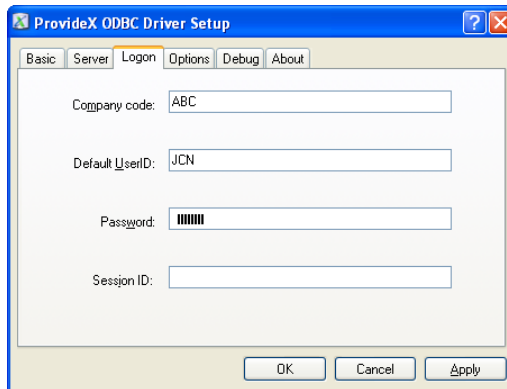 ProvideX ODBC Driver Setup
Basic Server Logon Options Debug About
Company code: ABC
Default UserID: JCN
Password:
Session ID:
OK Cancel Apply